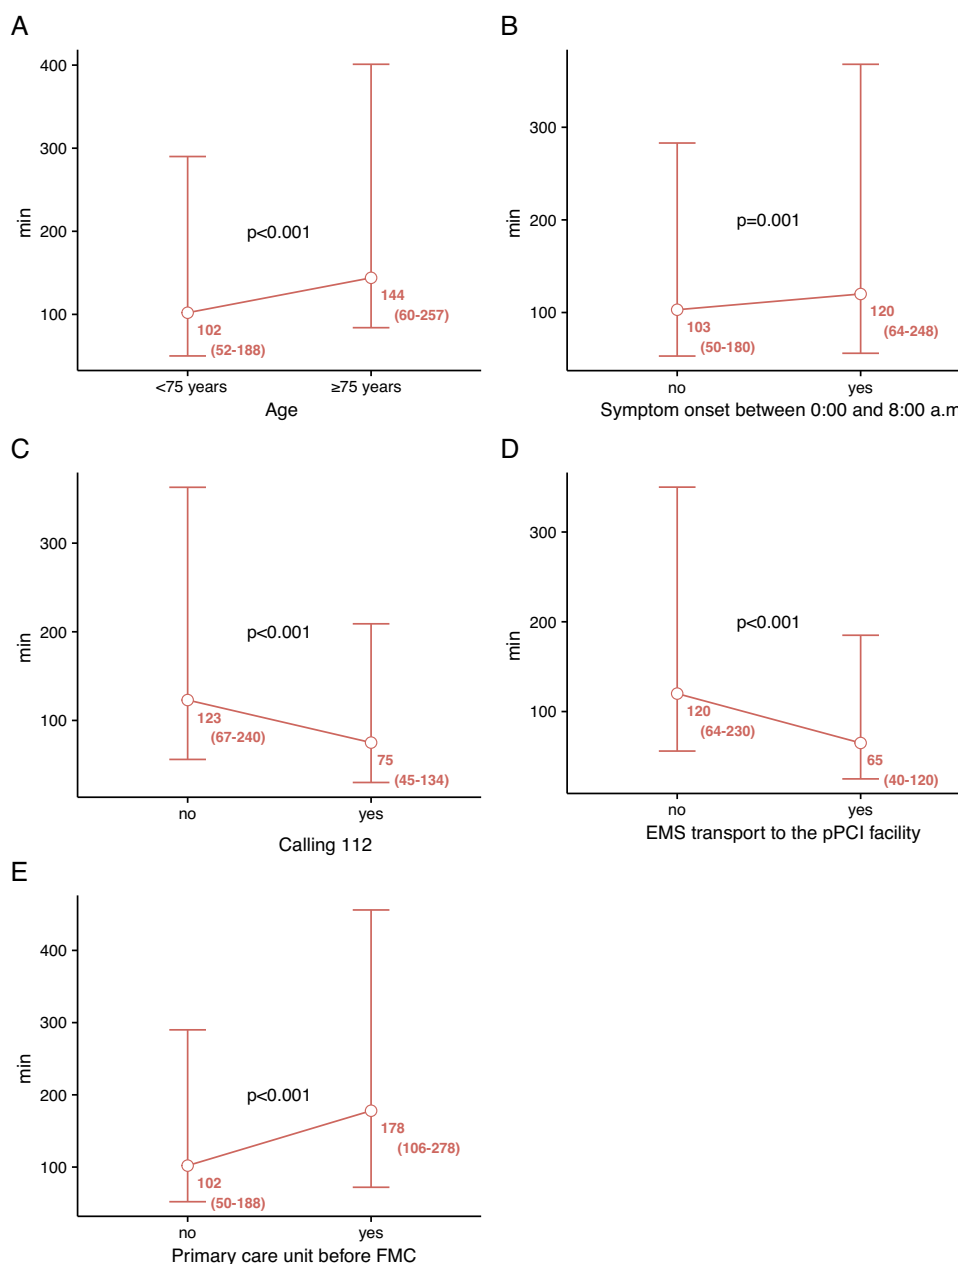 A
400
300
200
100
min
p<0.001
102
(52-188)
144
(60-257)
<75 years
≥75 years
Age
B
300
200
100
min
p=0.001
103
(50-180)
120
(64-248)
no
yes
Symptom onset between 0:00 and 8:00 a.m
C
300
200
100
min
p<0.001
123
(67-240)
75
(45-134)
no
yes
Calling 112
D
300
200
100
min
p<0.001
120
(64-230)
65
(40-120)
no
yes
EMS transport to the pPCI facility
E
400
300
200
100
min
p<0.001
102
(50-188)
178
(106-278)
no
yes
Primary care unit before FMC